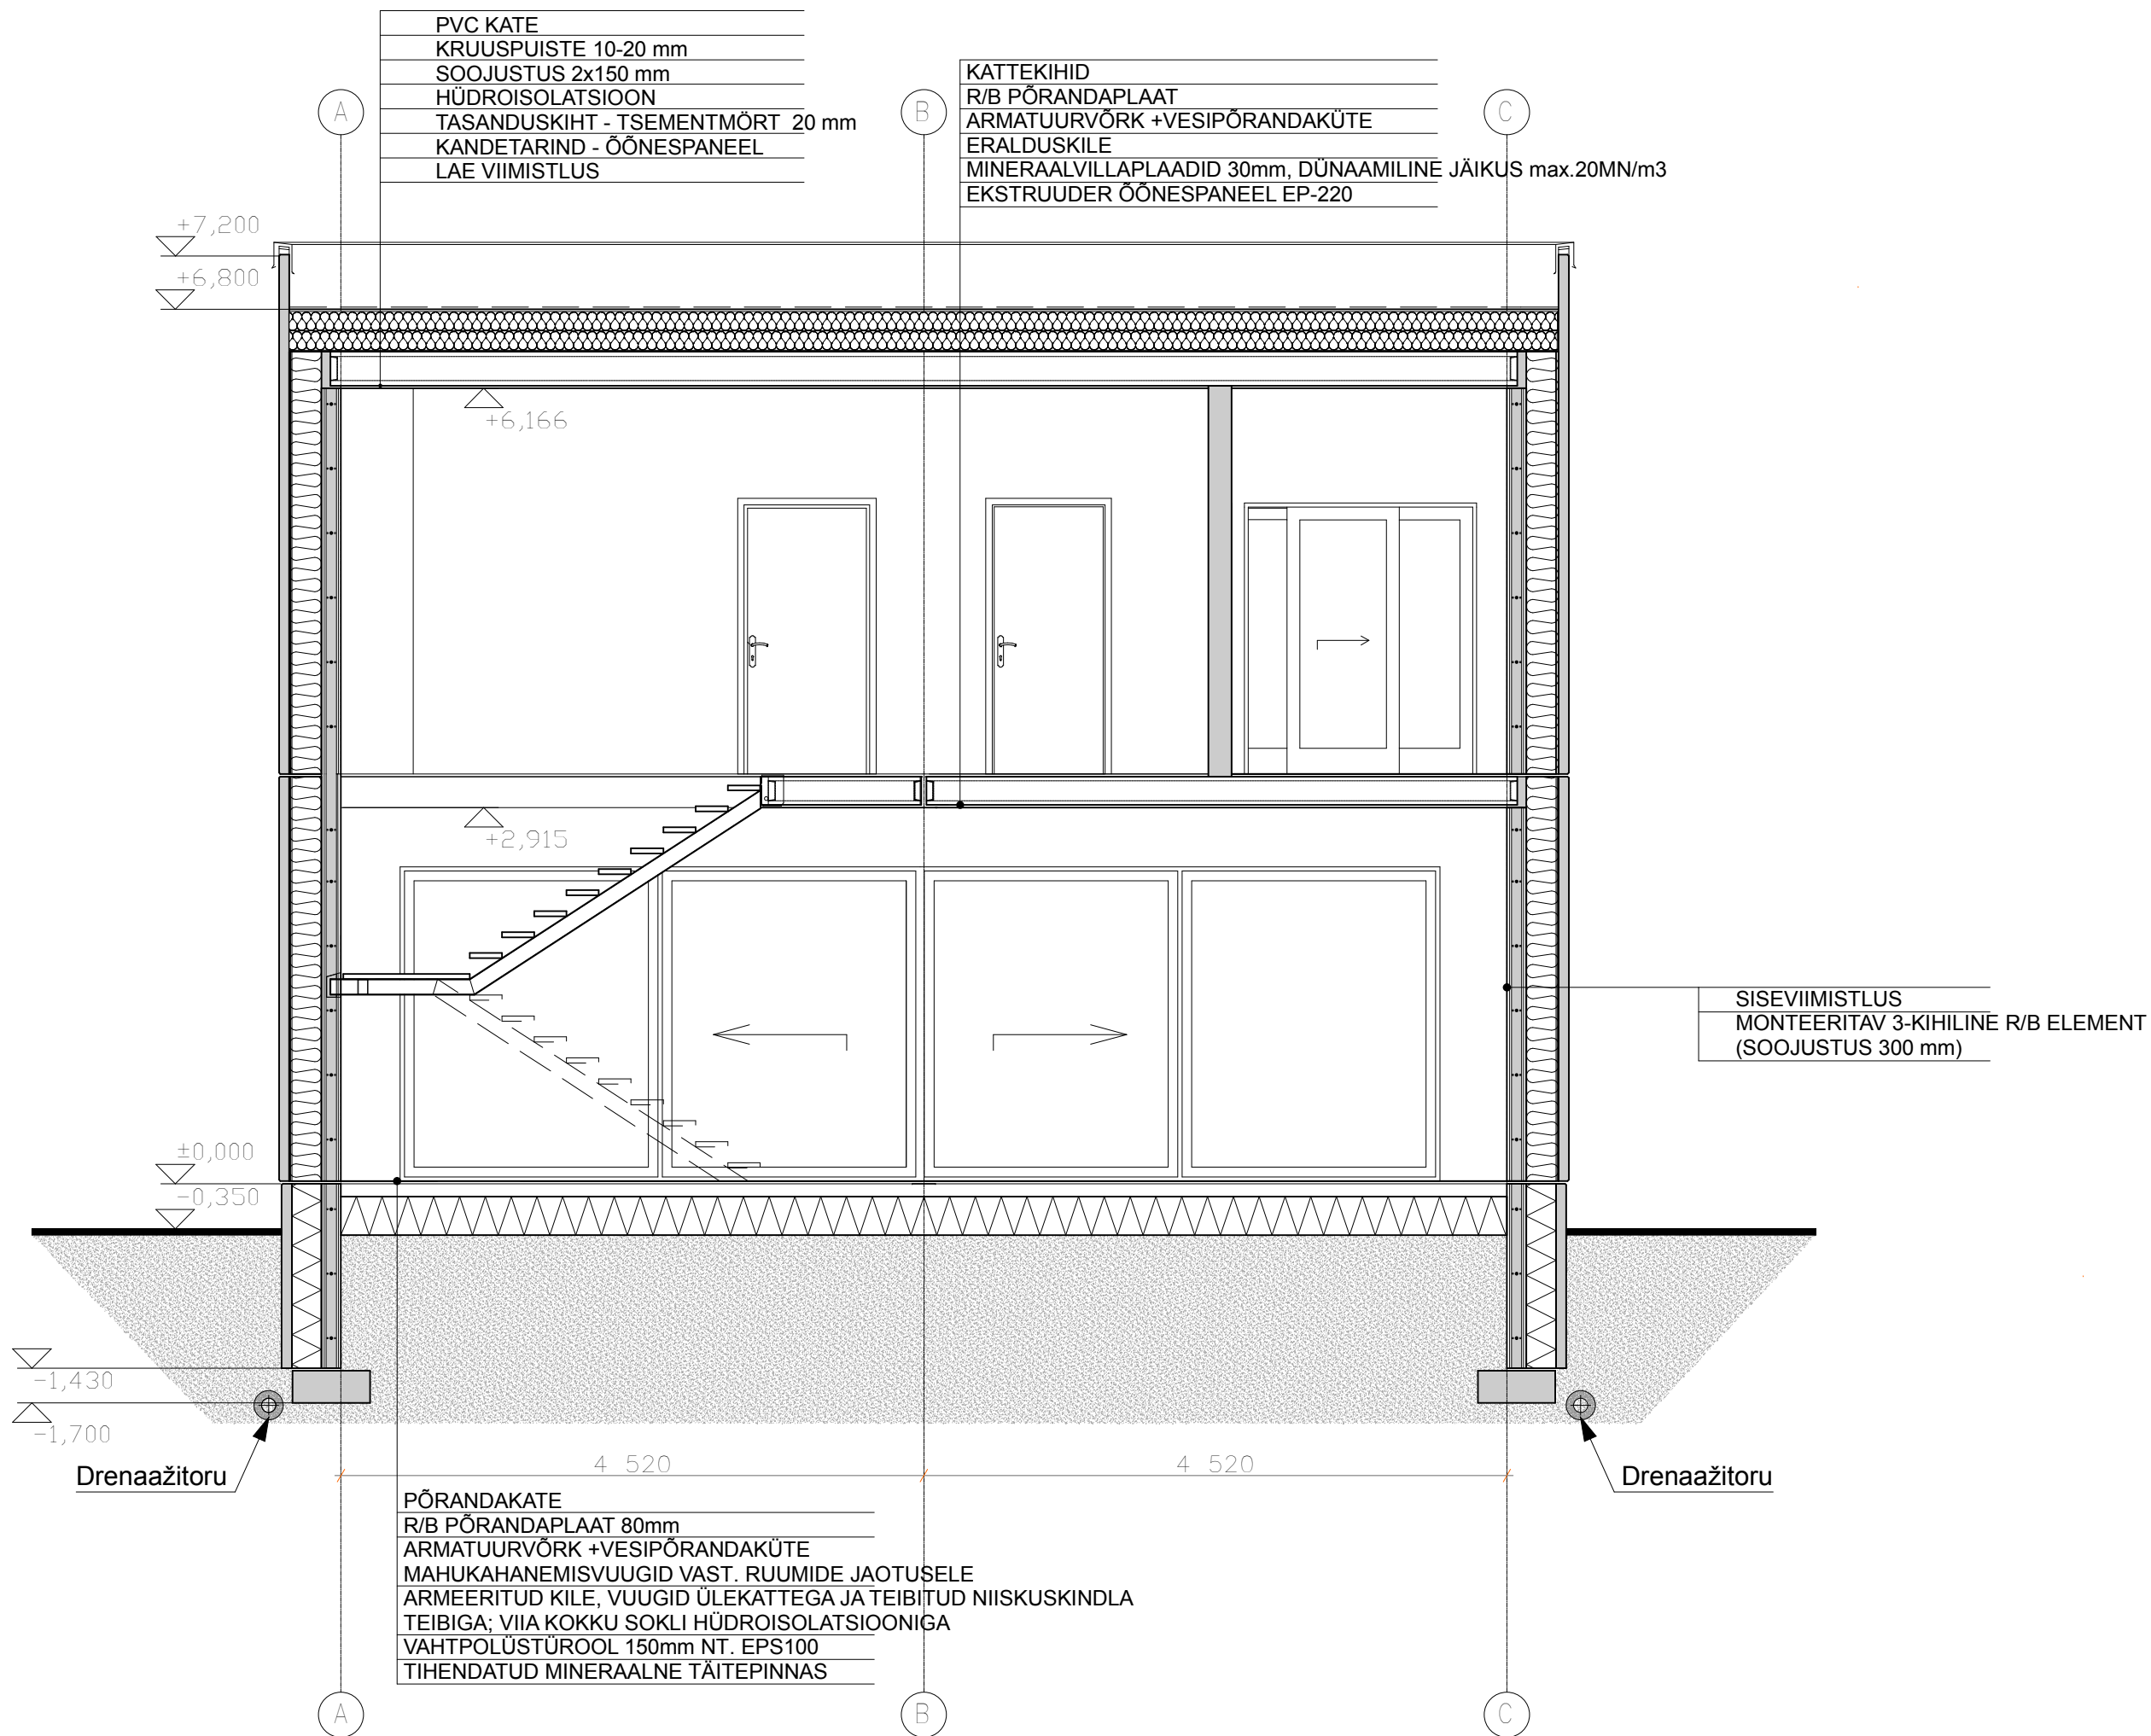 PVC KATE
KRUUSPUISTE 10-20 mm
SOOJUSTUS 2x150 mm
HÜDROISOLATSIOON
TASANDUSKIHT - TSEMENTMÖRT 20 mm
KANDETARIND - ÕÕNESPANEEL
LAE VIIMISTLUS
KATTEKIHID
R/B PÕRANDAPLAAT
ARMATUURVÕRK +VESIPÕRANDAKÜTE
ERALDUSKILE
MINERAALVILLAPLAADID 30mm, DÜNAAMILINE JÄIKUS max.20MN/m3
EKSTRUUDER ÕÕNESPANEEL EP-220
A
B
C
+7,200
+6,800
+6,166
+2,915
SISEVIIMISTLUS
MONTEERITAV 3-KIHILINE R/B ELEMENT
(SOOJUSTUS 300 mm)
±0,000
-0,350
-1,430
-1,700
Drenaažitoru
4 520
4 520
Drenaažitoru
PÕRANDAKATE
R/B PÕRANDAPLAAT 80mm
ARMATUURVÕRK +VESIPÕRANDAKÜTE
MAHUKAHANEMISVUUGID VAST. RUUMIDE JAOTUSELE
ARMEERITUD KILE, VUUGID ÜLEKATTEGA JA TEIBITUD NIISKUSKINDLA
TEIBIGA; VIIA KOKKU SOKLI HÜDROISOLATSIOONIGA
VAHTPOLÜSTÜROOL 150mm NT. EPS100
TIHENDATUD MINERAALNE TÄITEPINNAS
A
B
C